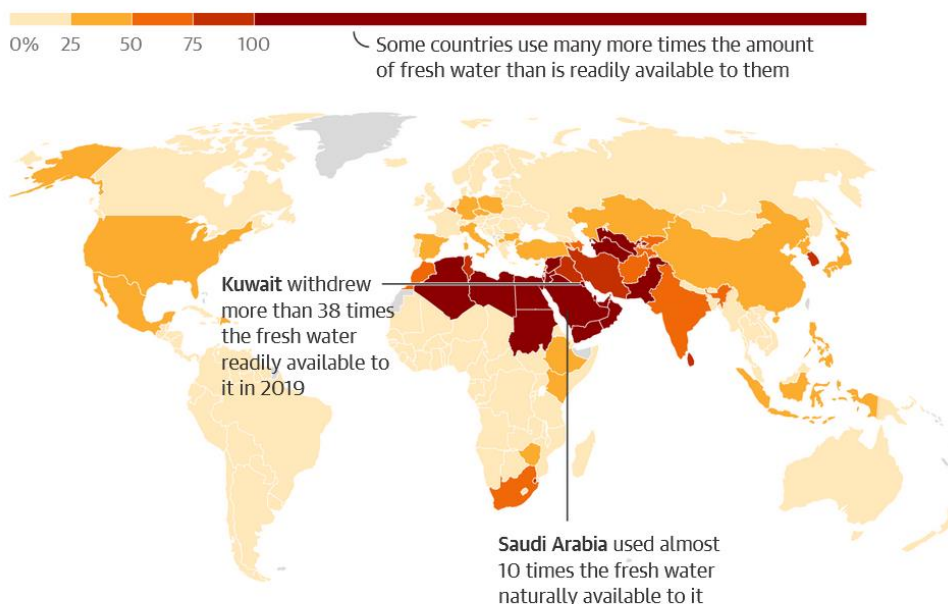 0% 25 50 75 100
Some countries use many more times the amount
of fresh water than is readily available to them
Kuwait withdrew
more than 38 times
the fresh water
readily available to
it in 2019
Saudi Arabia used almost
10 times the fresh water
naturally available to it